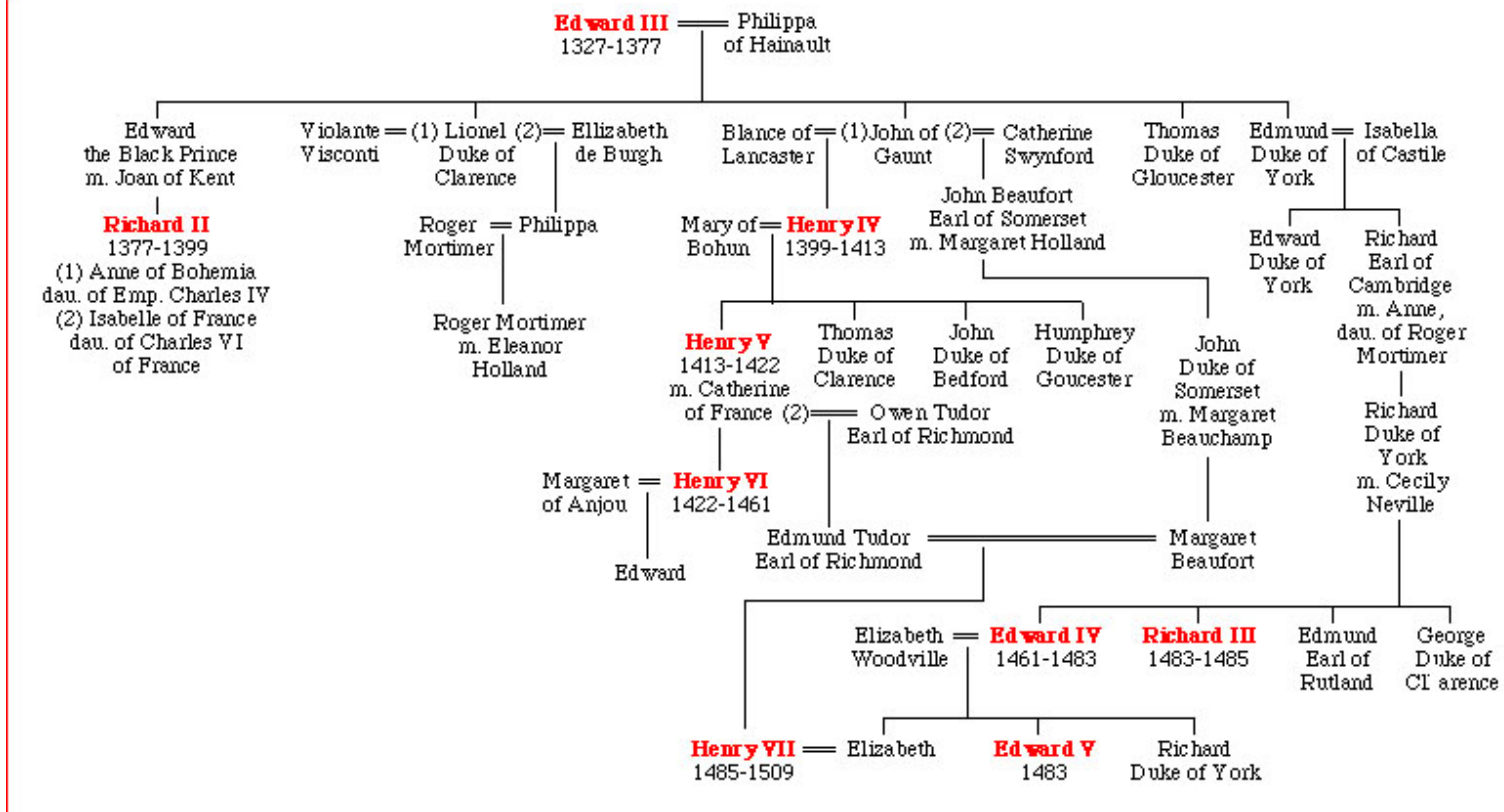 Edward III
1327-1377
Philippa
of Hainault
Edward
the Black Prince
m. Joan of Kent
Violante
Visconti
(1) Lionel (2)
Duke of
Clarence
Ellizabeth
de Burgh
Blance of
Lancaster
(1) John of (2)
Gaunt
Catherine
Swynford
Thomas
Duke of
Gloucester
Edmund
Duke of
York
Isabella
of Castile
Richard II
1377-1399
(1) Anne of Bohemia
dau. of Emp. Charles IV
(2) Isabelle of France
dau. of Charles VI
of France
Roger
Mortimer
Philippa
Mary of
Bohun
Henry IV
1399-1413
John Beaufort
Earl of Somerset
m. Margaret Holland
Edward
Duke of
York
Richard
Earl of
Cambridge
m. Anne,
dau. of Roger
Mortimer
Roger Mortimer
m. Eleanor
Holland
Henry V
1413-1422
m. Catherine
of France (2)
Thomas
Duke of
Clarence
John
Duke of
Bedford
Humphrey
Duke of
Goucester
John
Duke of
Somerset
m. Margaret
Beauchamp
Owen Tudor
Earl of Richmond
Richard
Duke of
York
m. Cecily
Neville
Margaret
of Anjou
Henry VI
1422-1461
Edward
Edmund Tudor
Earl of Richmond
Margaret
Beaufort
Elizabeth
Woodville
Edward IV
1461-1483
Richard III
1483-1485
Edmund
Earl of
Rutland
George
Duke of
Cl arence
Henry VII
1485-1509
Elizabeth
Edward V
1483
Richard
Duke of York